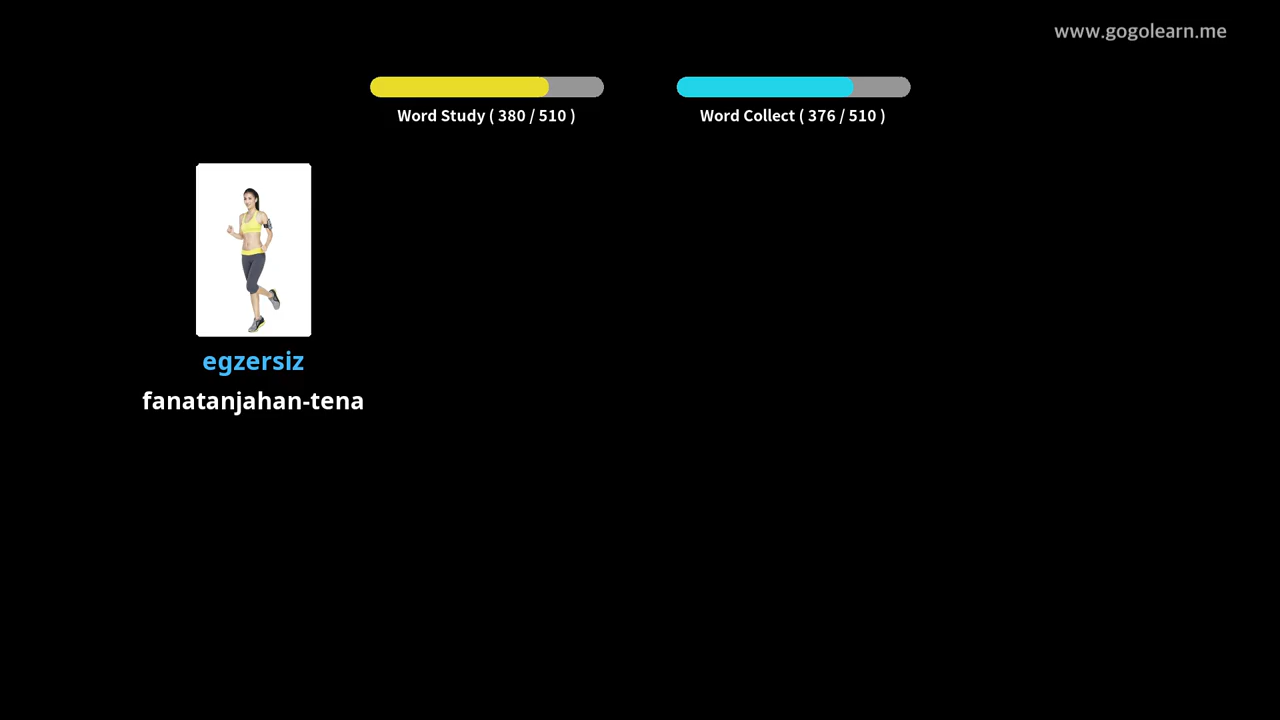 www.gogolearn.me
Word Study ( 380 / 510 )
Word Collect ( 376 / 510 )
egzersiz
fanatanjahan-tena